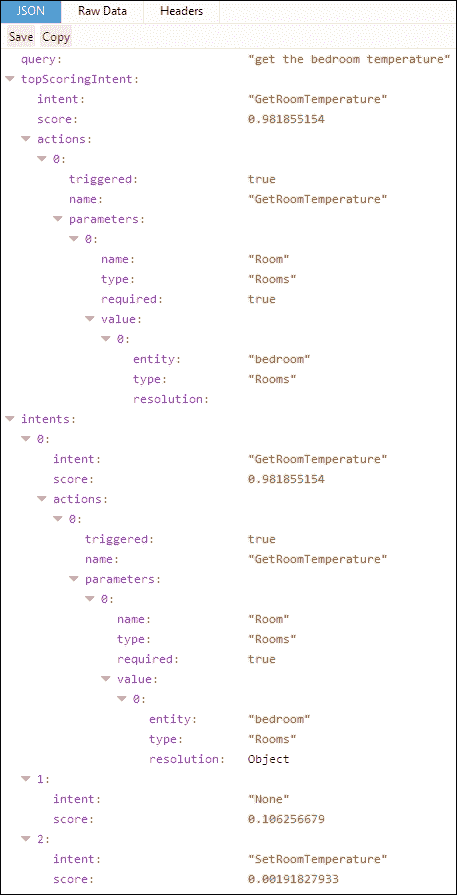 JSON Raw Data Headers
Save Copy
query: "get the bedroom temperature"
topScoringIntent:
intent: "GetRoomTemperature"
score: 0.981855154
actions:
0:
triggered: true
name: "GetRoomTemperature"
parameters:
0:
name: "Room"
type: "Rooms"
required: true
value:
0:
entity: "bedroom"
type: "Rooms"
resolution:
intents:
0:
intent: "GetRoomTemperature"
score: 0.981855154
actions:
0:
triggered: true
name: "GetRoomTemperature"
parameters:
0:
name: "Room"
type: "Rooms"
required: true
value:
0:
entity: "bedroom"
type: "Rooms"
resolution: Object
1:
intent: "None"
score: 0.106256679
2:
intent: "SetRoomTemperature"
score: 0.00191827933